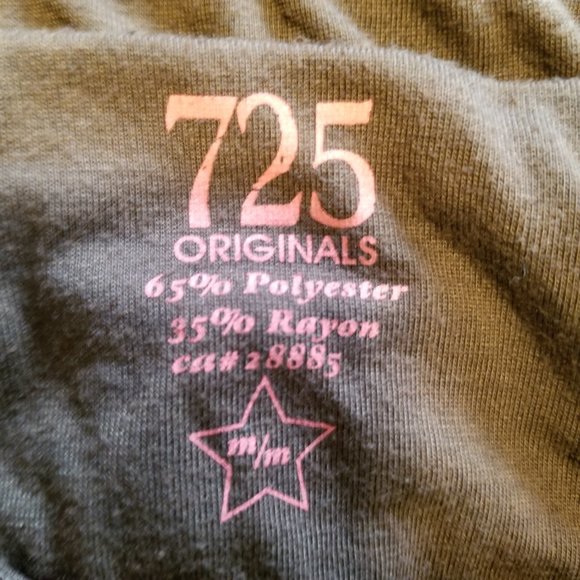 725
ORIGINALS
65% Polyester
35% Rayon
ca# 28885
m/m